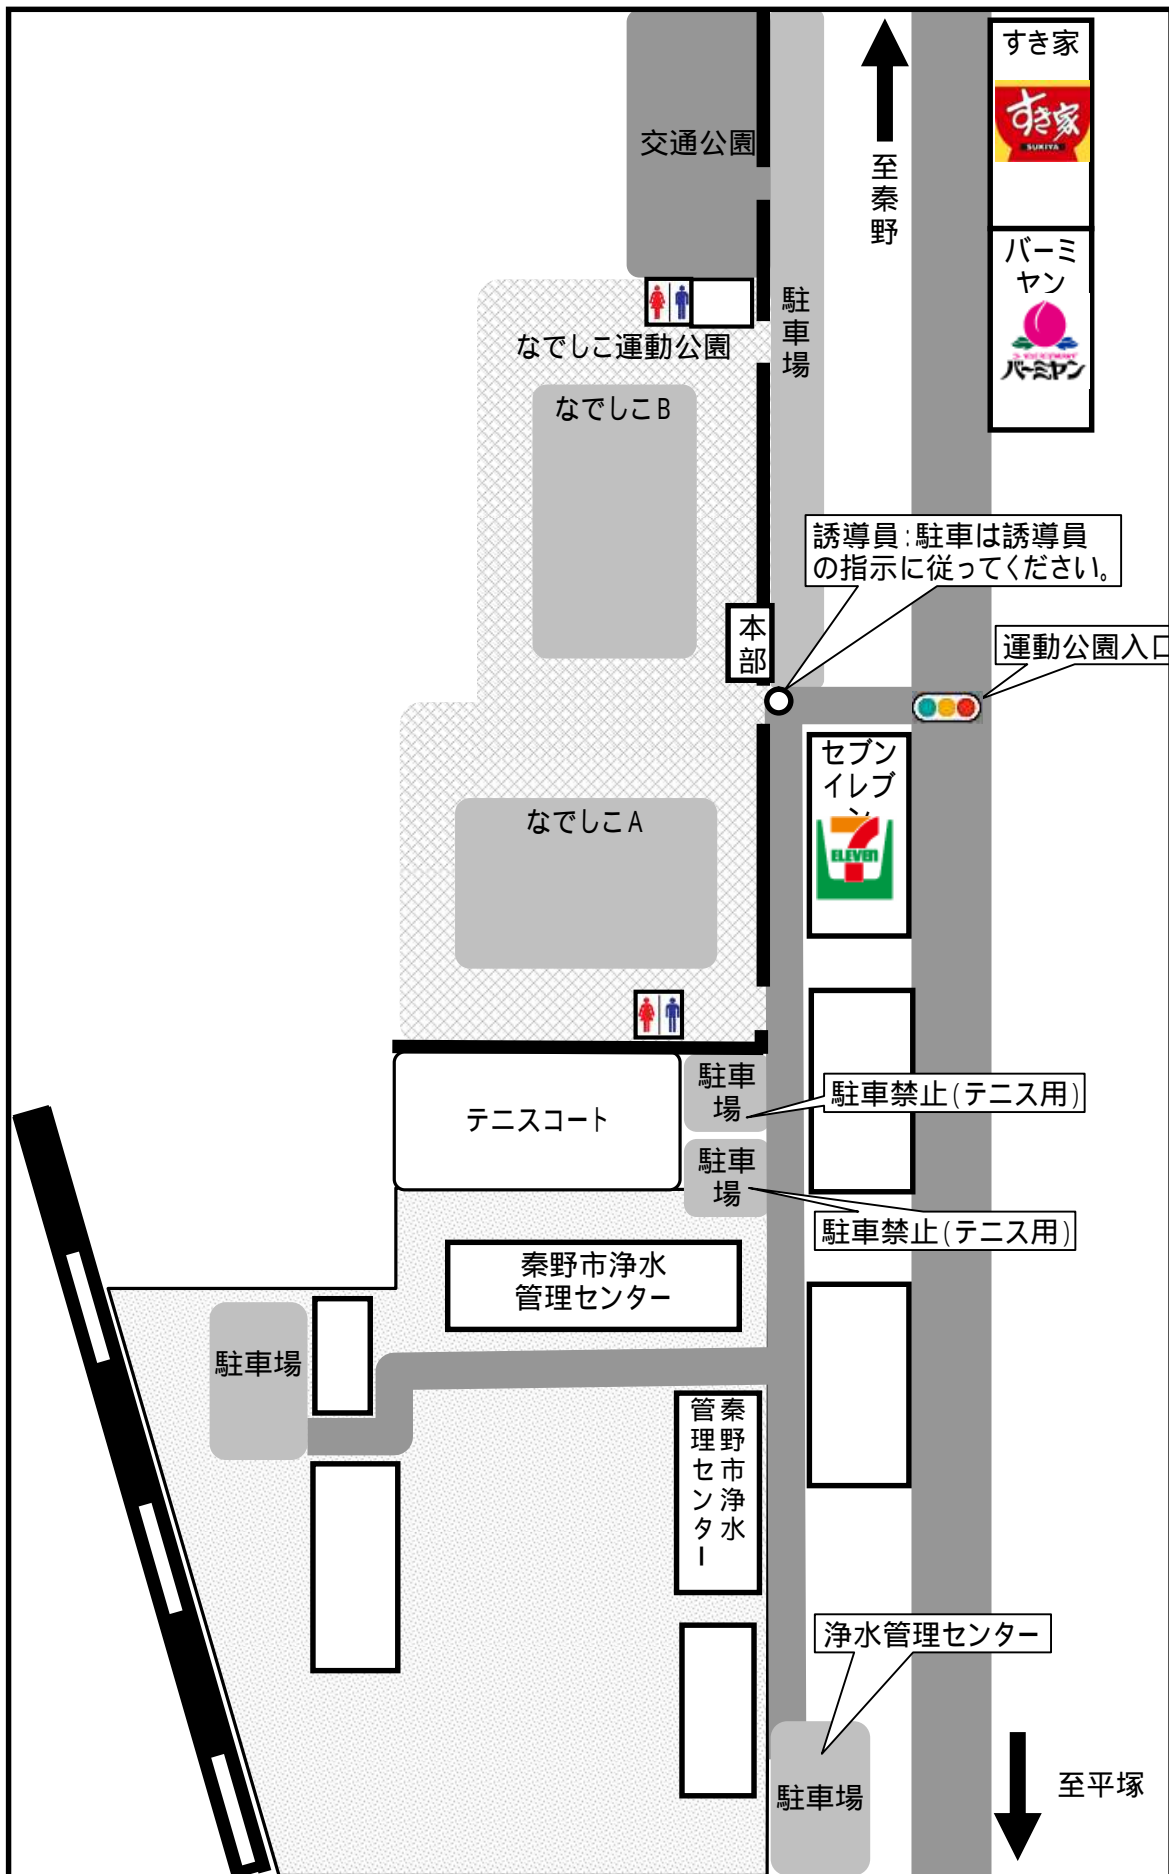 すき家
すき家
SUKIYA
交通公園
至秦野
バーミ
ヤン
バーミヤン
駐車場
なでしこ運動公園
なでしこB
誘導員:駐車は誘導員
の指示に従ってください。
本部
運動公園入口
セブン
イレブ
ン
7
ELEVEN
なでしこA
駐車
場
駐車禁止(テニス用)
テニスコート
駐車
場
駐車禁止(テニス用)
秦野市浄水
管理センター
駐車場
秦野市浄水
管理センター
浄水管理センター
駐車場
至平塚